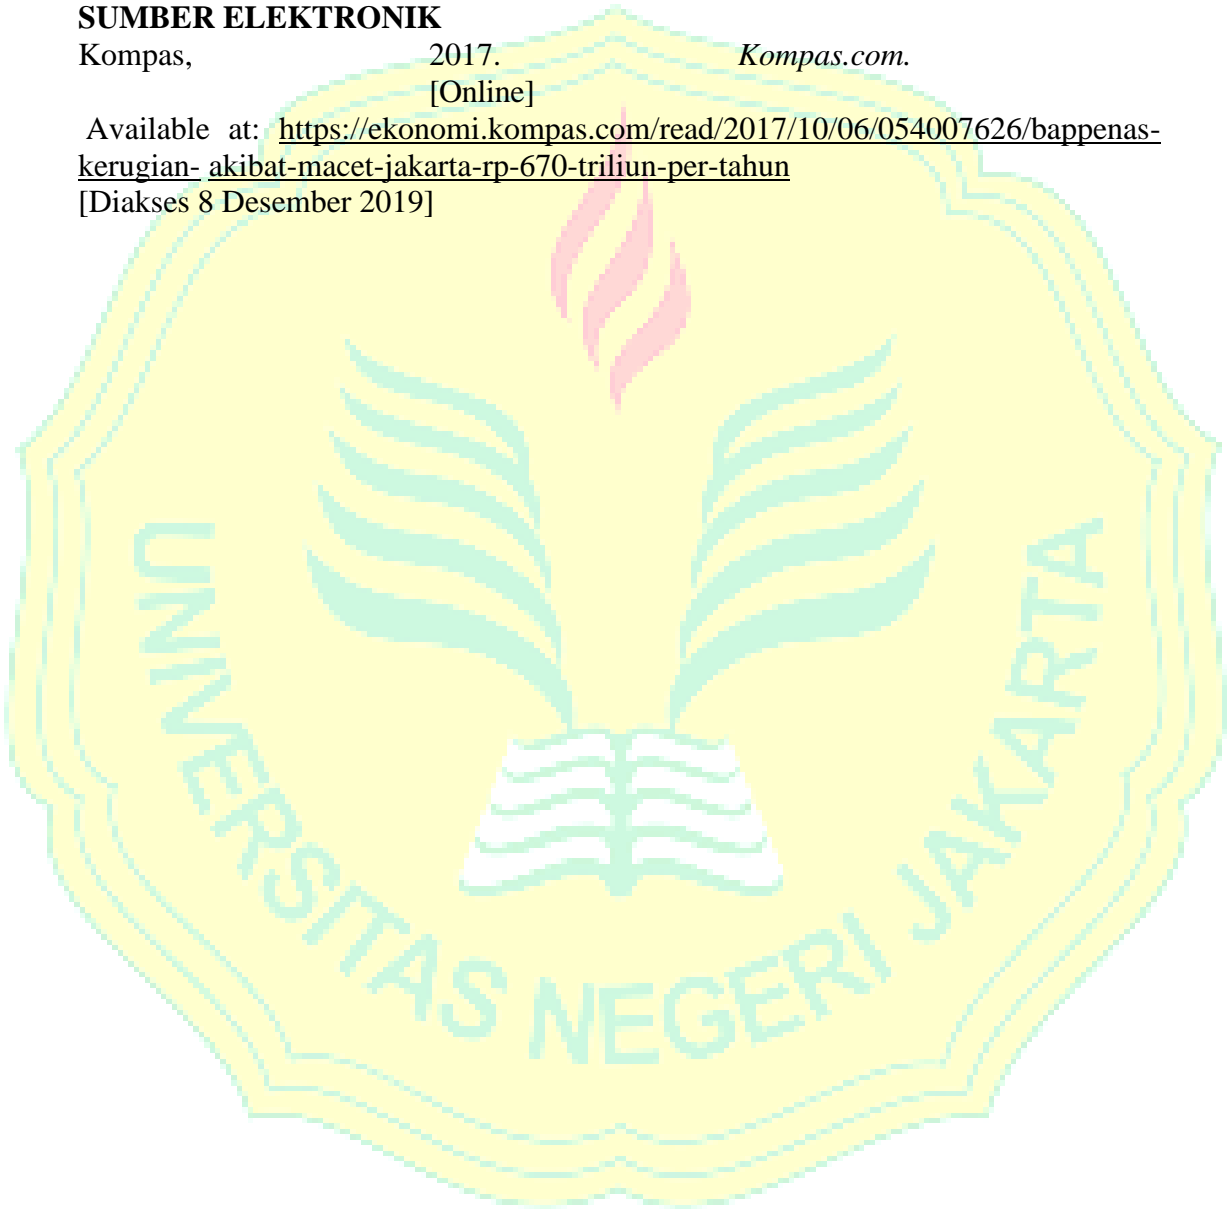 SUMBER ELEKTRONIK
Kompas, 2017. Kompas.com.
[Online]
Available at: https://ekonomi.kompas.com/read/2017/10/06/054007626/bappenas-
kerugian- akibat-macet-jakarta-rp-670-triliun-per-tahun
[Diakses 8 Desember 2019]
UNIVERSITAS NEGERI JAKARTA